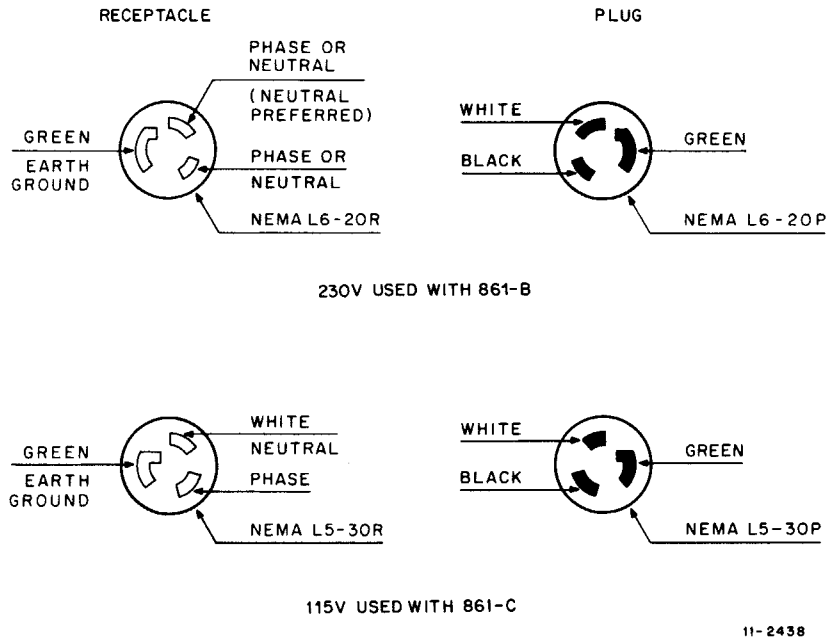 RECEPTACLE
PLUG
PHASE OR
NEUTRAL
(NEUTRAL
PREFERRED)
GREEN
EARTH
GROUND
PHASE OR
NEUTRAL
NEMA L6-20R
WHITE
BLACK
GREEN
NEMA L6-20P
230V USED WITH 861-B
WHITE
NEUTRAL
GREEN
EARTH
GROUND
PHASE
NEMA L5-30R
WHITE
BLACK
GREEN
NEMA L5-30P
115V USED WITH 861-C
11-2438